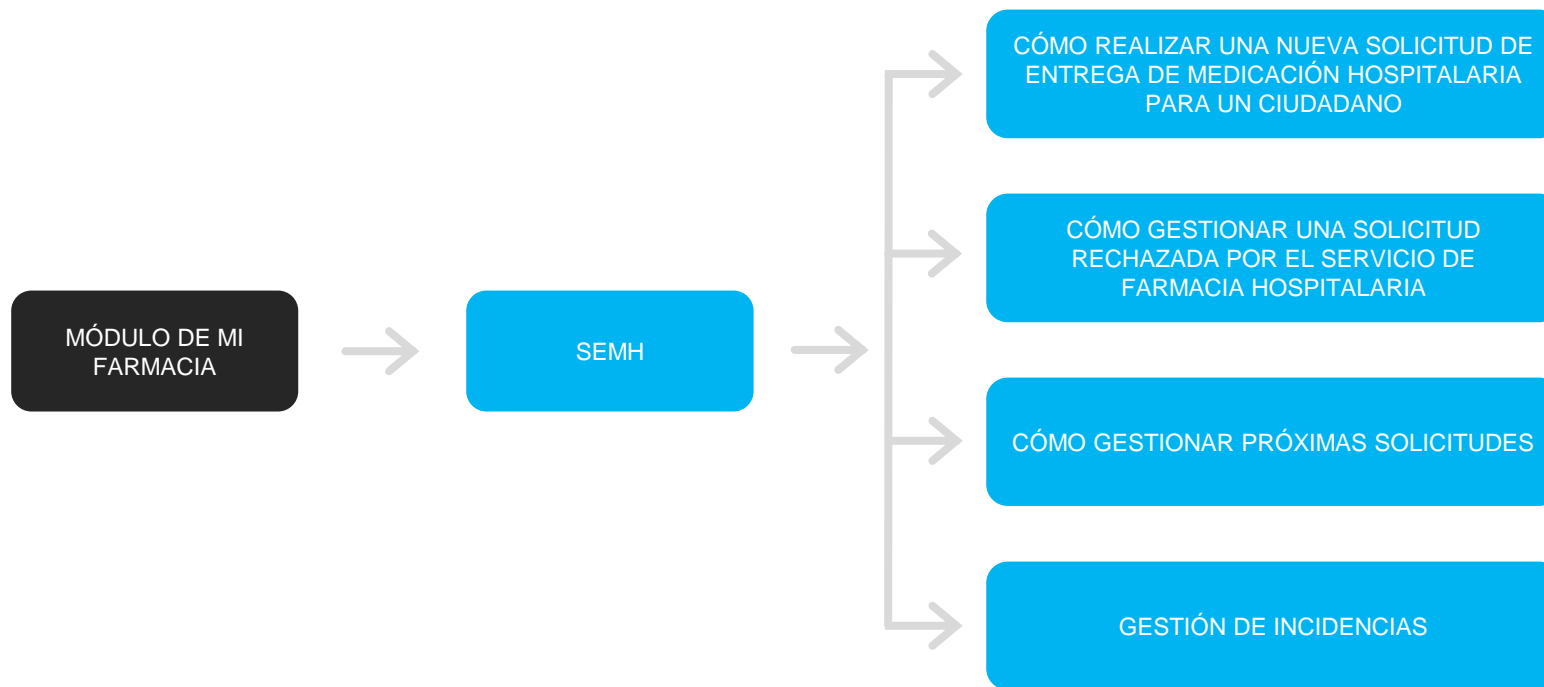 MÓDULO DE MI
FARMACIA
SEMH
CÓMO REALIZAR UNA NUEVA SOLICITUD DE
ENTREGA DE MEDICACIÓN HOSPITALARIA
PARA UN CIUDADANO
CÓMO GESTIONAR UNA SOLICITUD
RECHAZADA POR EL SERVICIO DE
FARMACIA HOSPITALARIA
CÓMO GESTIONAR PRÓXIMAS SOLICITUDES
GESTIÓN DE INCIDENCIAS